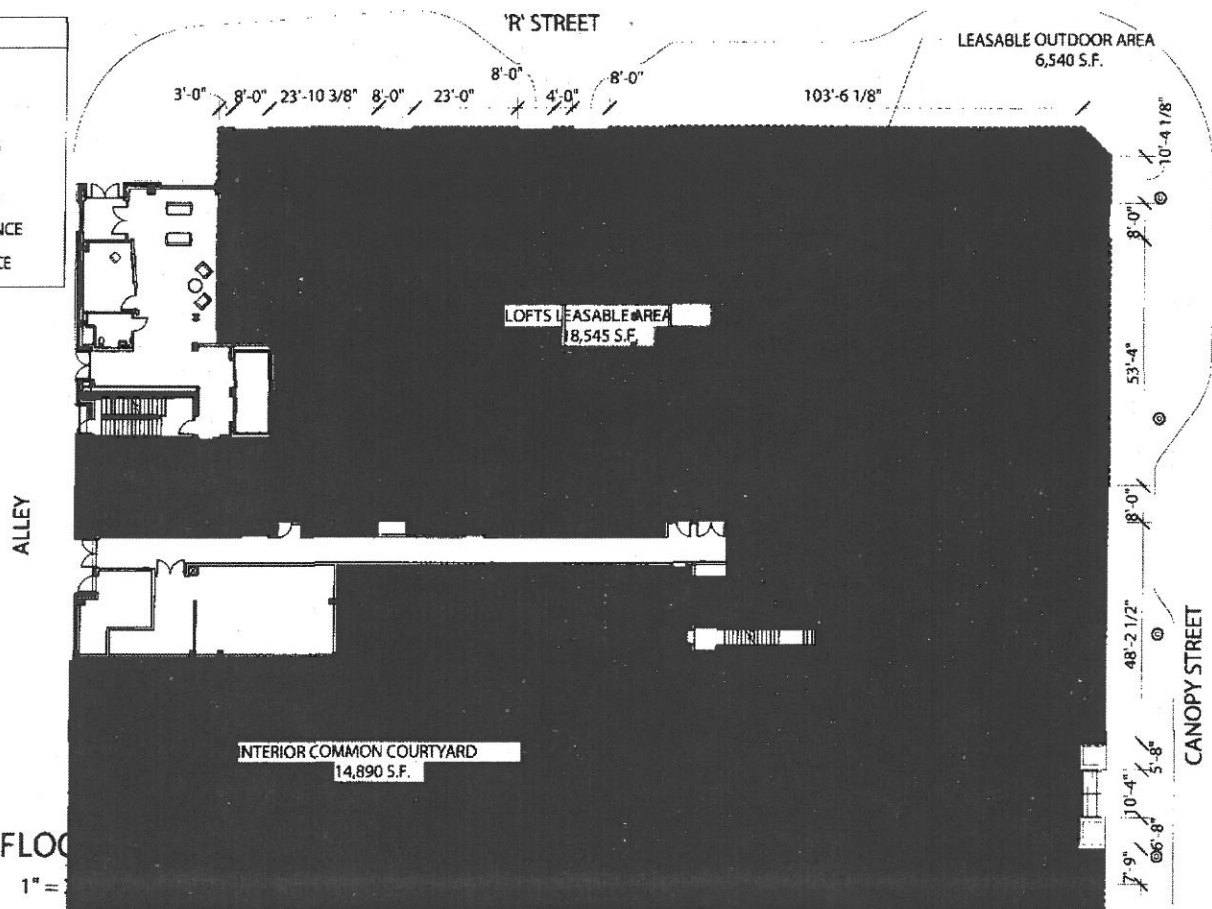 'R' STREET
LEASABLE OUTDOOR AREA
6,540 S.F.
8'-0"
8'-0"
3'-0"
8'-0"
23'-10 3/8"
8'-0"
23'-0"
4'-0"
103'-6 1/8"
10'-4 1/8"
8'-0"
NCE
CE
LOFTS LEASABLE AREA
18,545 S.F.
53'-4"
8'-0"
ALLEY
48'-2 1/2"
CANOPY STREET
INTERIOR COMMON COURTYARD
14,890 S.F.
5'-8"
10'-4"
6'-8"
7'-9"
FLOO
1" =